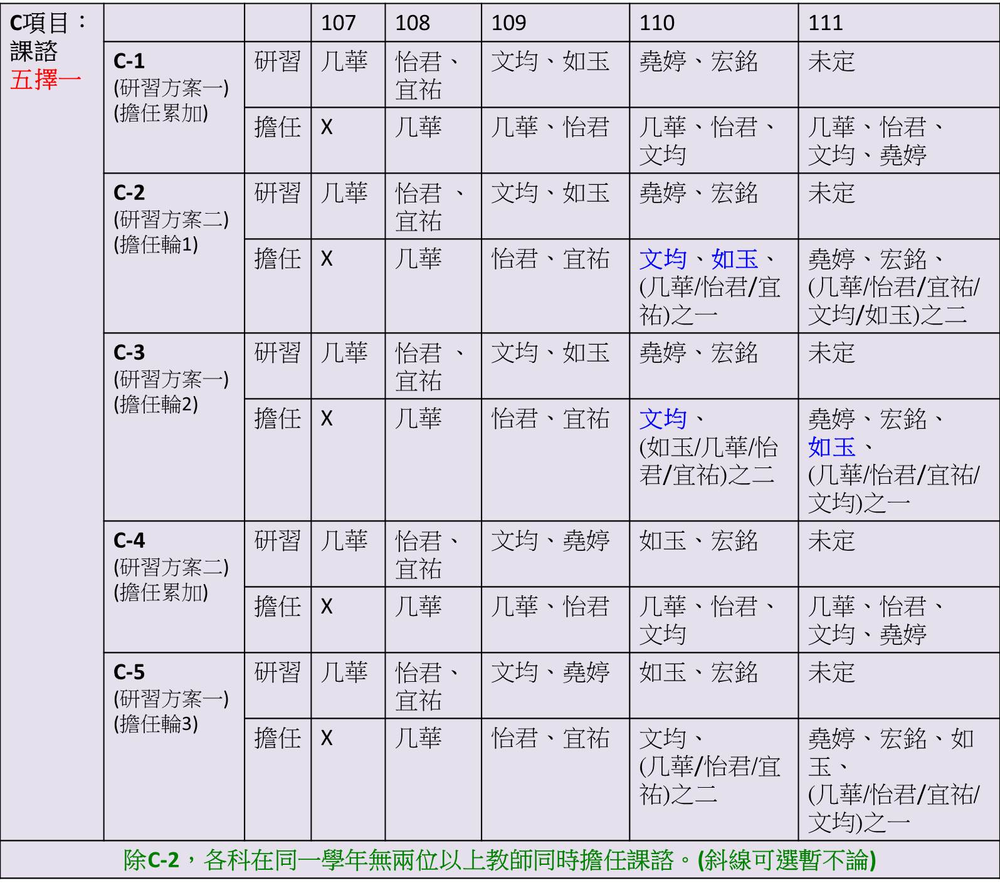 C項目：
課諮
五擇一
107
108
109
110
111
C-1
(研習方案一)
(擔任累加)
研習
几華
怡君、
宜祐
文均、如玉
堯婷、宏銘
未定
擔任
X
几華
几華、怡君
几華、怡君、
文均
几華、怡君、
文均、堯婷
C-2
(研習方案二)
(擔任輪1)
研習
几華
怡君 、
宜祐
文均、如玉
堯婷、宏銘
未定
擔任
X
几華
怡君、宜祐
文均、如玉、
(几華/怡君/宜
祐)之一
堯婷、宏銘、
(几華/怡君/宜祐/
文均/如玉)之二
C-3
(研習方案一)
(擔任輪2)
研習
几華
怡君 、
宜祐
文均、如玉
堯婷、宏銘
未定
擔任
X
几華
怡君、宜祐
文均、
(如玉/几華/怡
君/宜祐)之二
堯婷、宏銘、
如玉、
(几華/怡君/宜祐/
文均)之一
C-4
(研習方案二)
(擔任累加)
研習
几華
怡君、
宜祐
文均、堯婷
如玉、宏銘
未定
擔任
X
几華
几華、怡君
几華、怡君、
文均
几華、怡君、
文均、堯婷
C-5
(研習方案一)
(擔任輪3)
研習
几華
怡君、
宜祐
文均、堯婷
如玉、宏銘
未定
擔任
X
几華
怡君、宜祐
文均、
(几華/怡君/宜
祐)之二
堯婷、宏銘、如
玉、
(几華/怡君/宜祐/
文均)之一
除C-2，各科在同一學年無兩位以上教師同時擔任課諮。(斜線可選暫不論)